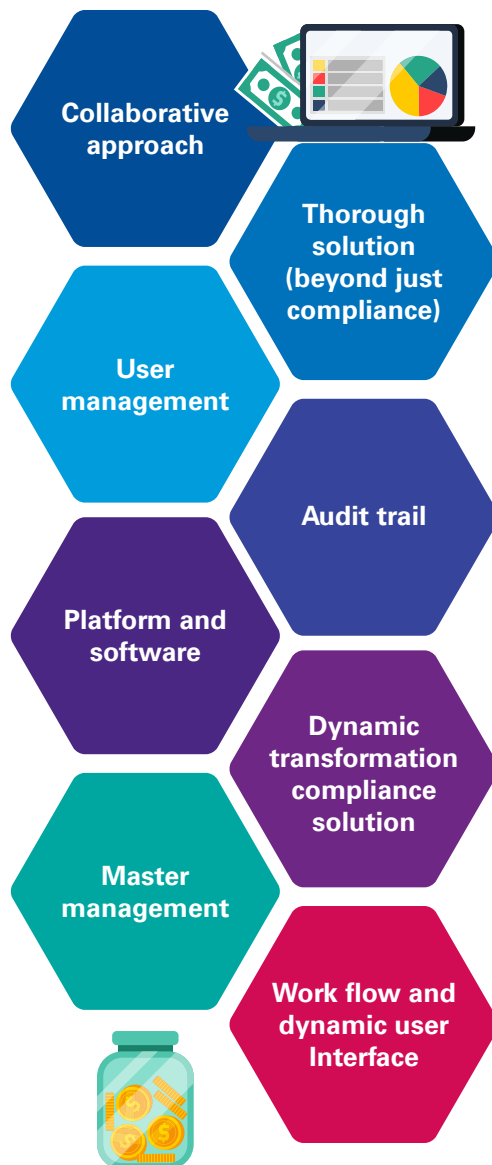 Collaborative
approach
Thorough
solution
(beyond just
compliance)
User
management
Audit trail
Platform and
software
Dynamic
transformation
compliance
solution
Master
management
Work flow and
dynamic user
Interface